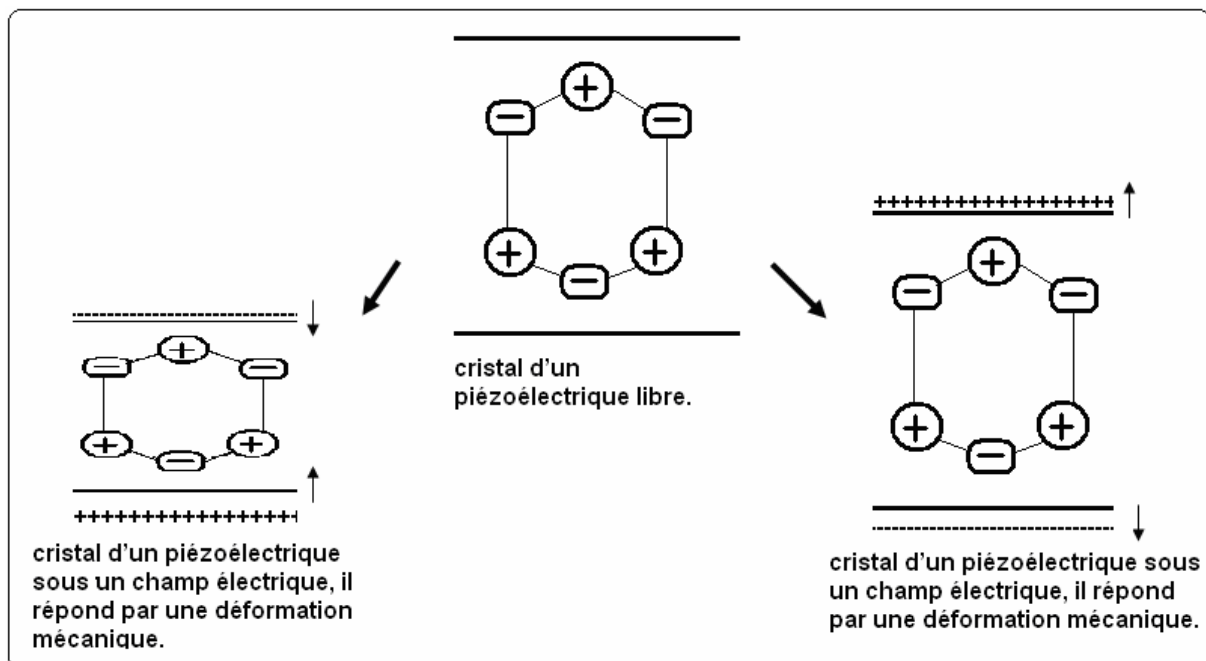 cristal d'un
piézoélectrique libre.
cristal d'un piézoélectrique
sous un champ électrique, il
répond par une déformation
mécanique.
cristal d'un piézoélectrique sous
un champ électrique, il répond
par une déformation mécanique.